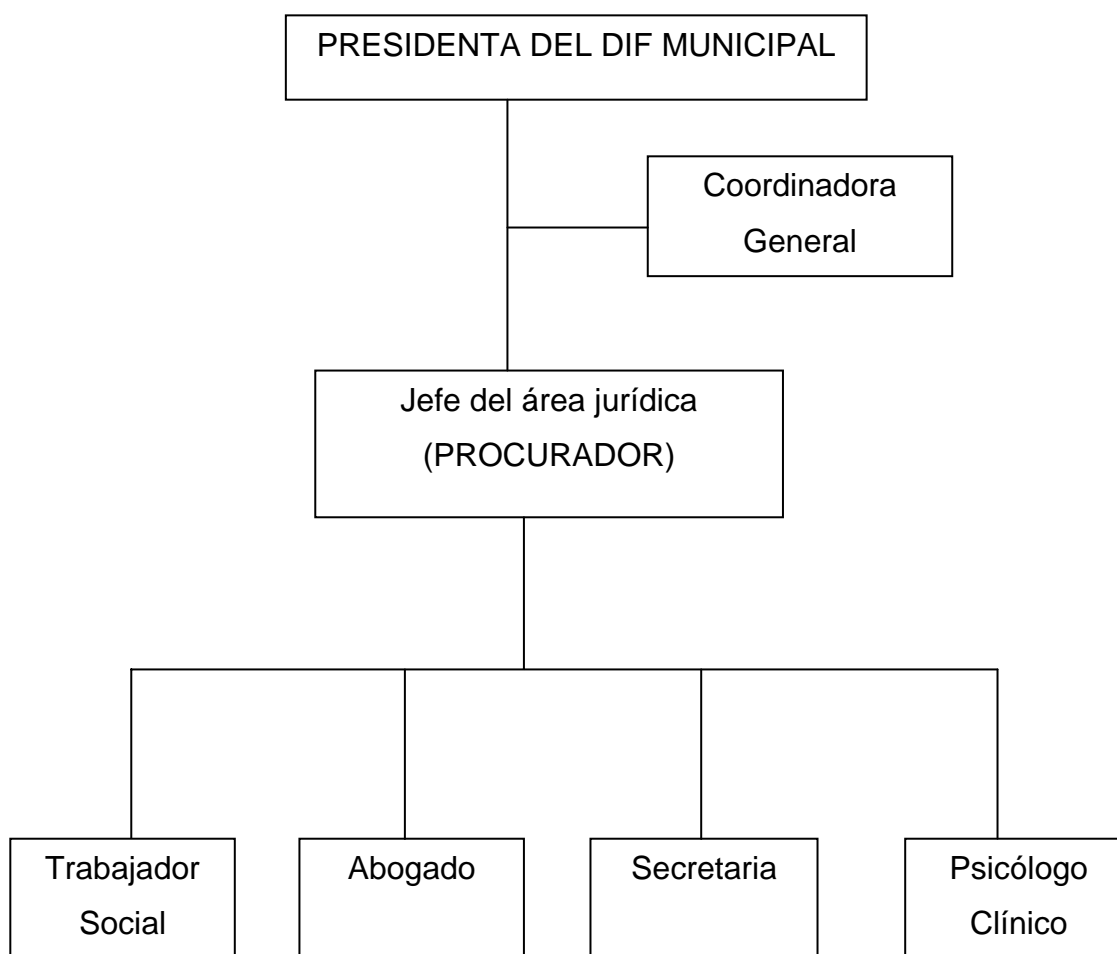 PRESIDENTA DEL DIF MUNICIPAL
Coordinadora
General
Jefe del área jurídica
(PROCURADOR)
Trabajador
Social
Abogado
Secretaria
Psicólogo
Clínico